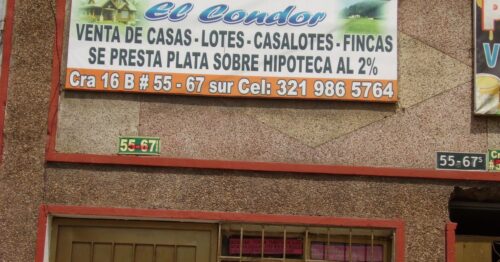 El Condor
VENTA DE CASAS - LOTES - CASALOTES - FINCAS
SE PRESTA PLATA SOBRE HIPOTECA AL 2%
Cra 16 B # 55 - 67 sur Cel: 321 986 5764
55-67
55-67S